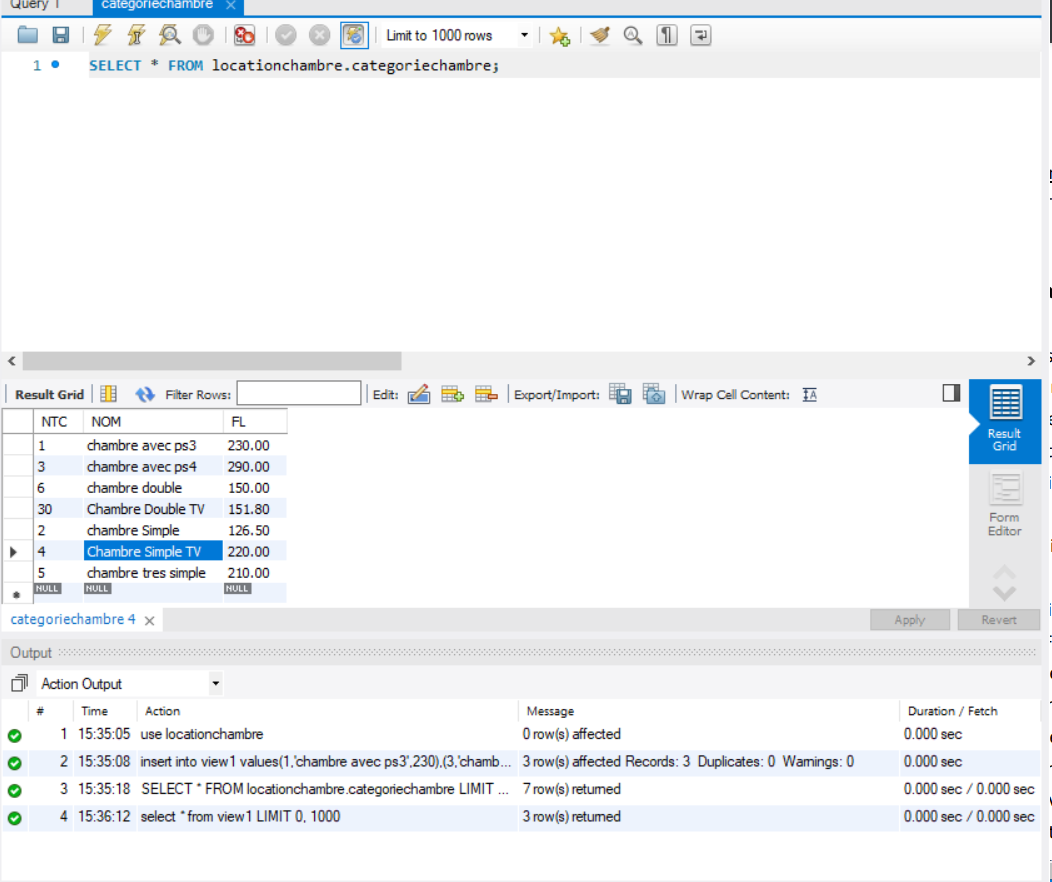 Query 1 categoriechambre
Limit to 1000 rows
1 SELECT * FROM locationchambre.categoriechambre;
Result Grid Filter Rows: Edit: Export/Import: Wrap Cell Content:
NTC NOM FL
1 chambre avec ps3 230.00
3 chambre avec ps4 290.00
6 chambre double 150.00
30 Chambre Double TV 151.80
2 chambre Simple 126.50
4 Chambre Simple TV 220.00
5 chambre tres simple 210.00
NULL NULL NULL
Result
Grid
Form
Editor
categoriechambre 4 Apply Revert
Output
Action Output
# Time Action Message Duration / Fetch
1 15:35:05 use locationchambre 0 row(s) affected 0.000 sec
2 15:35:08 insert into view1 values(1,'chambre avec ps3',230),(3,'chamb... 3 row(s) affected Records: 3 Duplicates: 0 Warnings: 0 0.000 sec
3 15:35:18 SELECT * FROM locationchambre.categoriechambre LIMIT ... 7 row(s) returned 0.000 sec / 0.000 sec
4 15:36:12 select * from view1 LIMIT 0, 1000 3 row(s) returned 0.000 sec / 0.000 sec